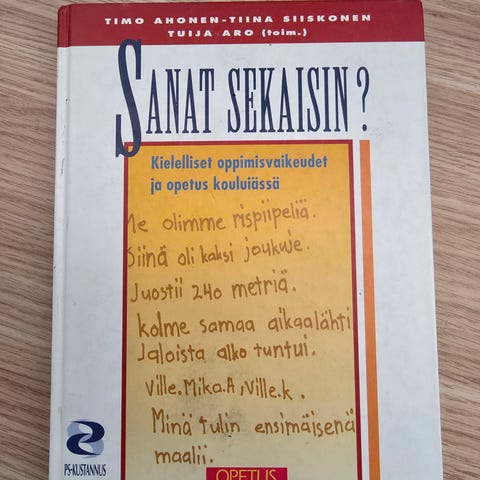 TIMO AHONEN-TIINA SIISKONEN
TUIJA ARO (toim.)
SANAT SEKAISIN?
Kielelliset oppimisvaikeudet
ja opetus kouluiässä
Me olimme rispiipeliä.
Siinä oli kaksi joukuje.
Juostii 240 metriä.
kolme samaa aikaalähti
Jaloista alko tuntui.
ville.Mika.A,Ville.k.
Minä tulin ensimäisenä
maalii.
PS-KUSTANNUS
OPETUS